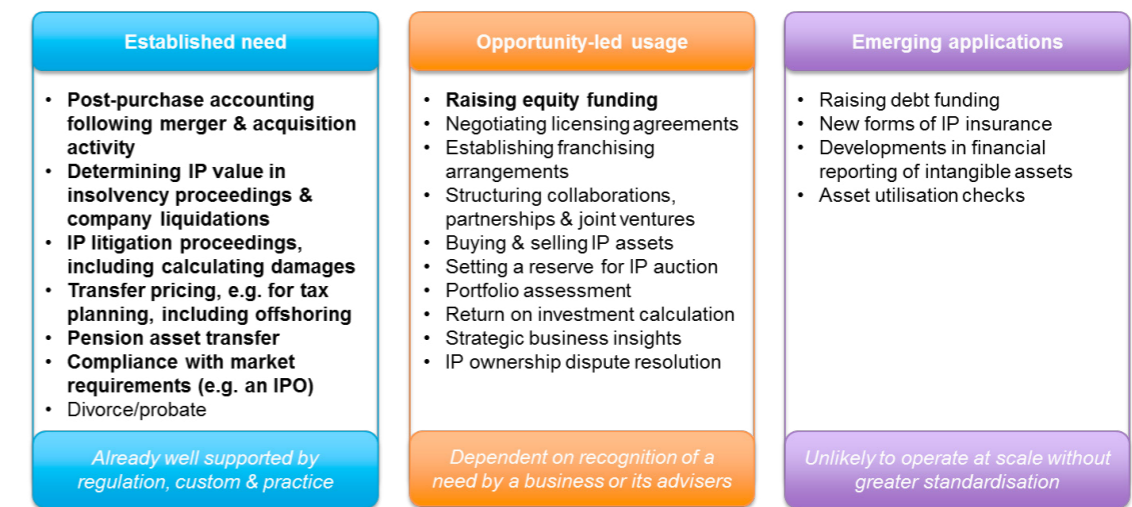 Established need
• Post-purchase accounting
following merger & acquisition
activity
• Determining IP value in
insolvency proceedings &
company liquidations
• IP litigation proceedings,
including calculating damages
• Transfer pricing, e.g. for tax
planning, including offshoring
• Pension asset transfer
• Compliance with market
requirements (e.g. an IPO)
• Divorce/probate
Already well supported by
regulation, custom & practice
Opportunity-led usage
• Raising equity funding
• Negotiating licensing agreements
• Establishing franchising
arrangements
• Structuring collaborations,
partnerships & joint ventures
• Buying & selling IP assets
• Setting a reserve for IP auction
• Portfolio assessment
• Return on investment calculation
• Strategic business insights
• IP ownership dispute resolution
Dependent on recognition of a
need by a business or its advisers
Emerging applications
• Raising debt funding
• New forms of IP insurance
• Developments in financial
reporting of intangible assets
• Asset utilisation checks
Unlikely to operate at scale without
greater standardisation